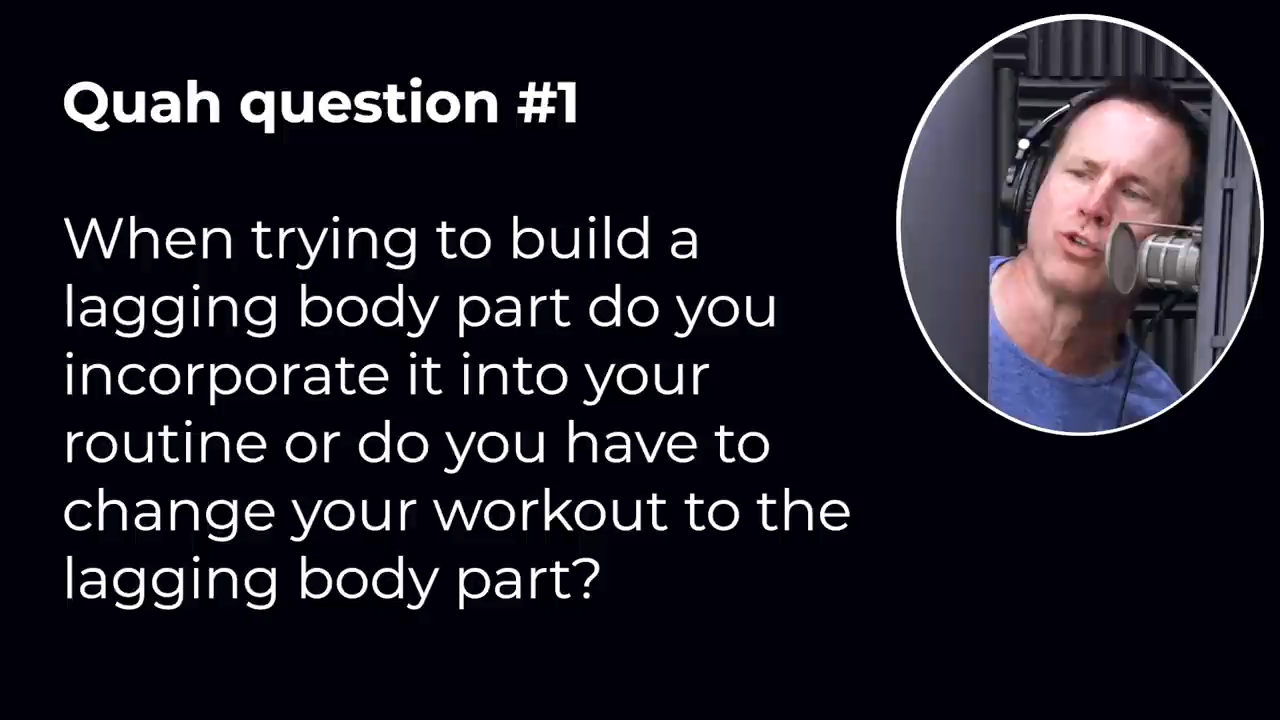 Quah question #1
When trying to build a
lagging body part do you
incorporate it into your
routine or do you have to
change your workout to the
lagging body part?